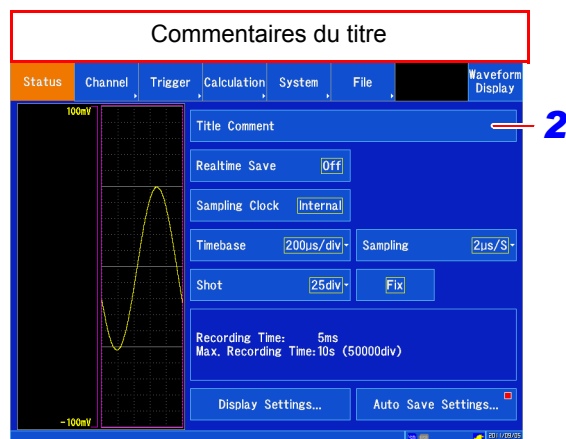 Commentaires du titre
Status Channel Trigger Calculation System File Waveform Display
100mV
Title Comment
2
Realtime Save Off
Sampling Clock Internal
Timebase 200µs/div Sampling 2µs/S
Shot 25div Fix
Recording Time: 5ms
Max. Recording Time:10s (50000div)
Display Settings... Auto Save Settings...
-100mV
2011/09/05